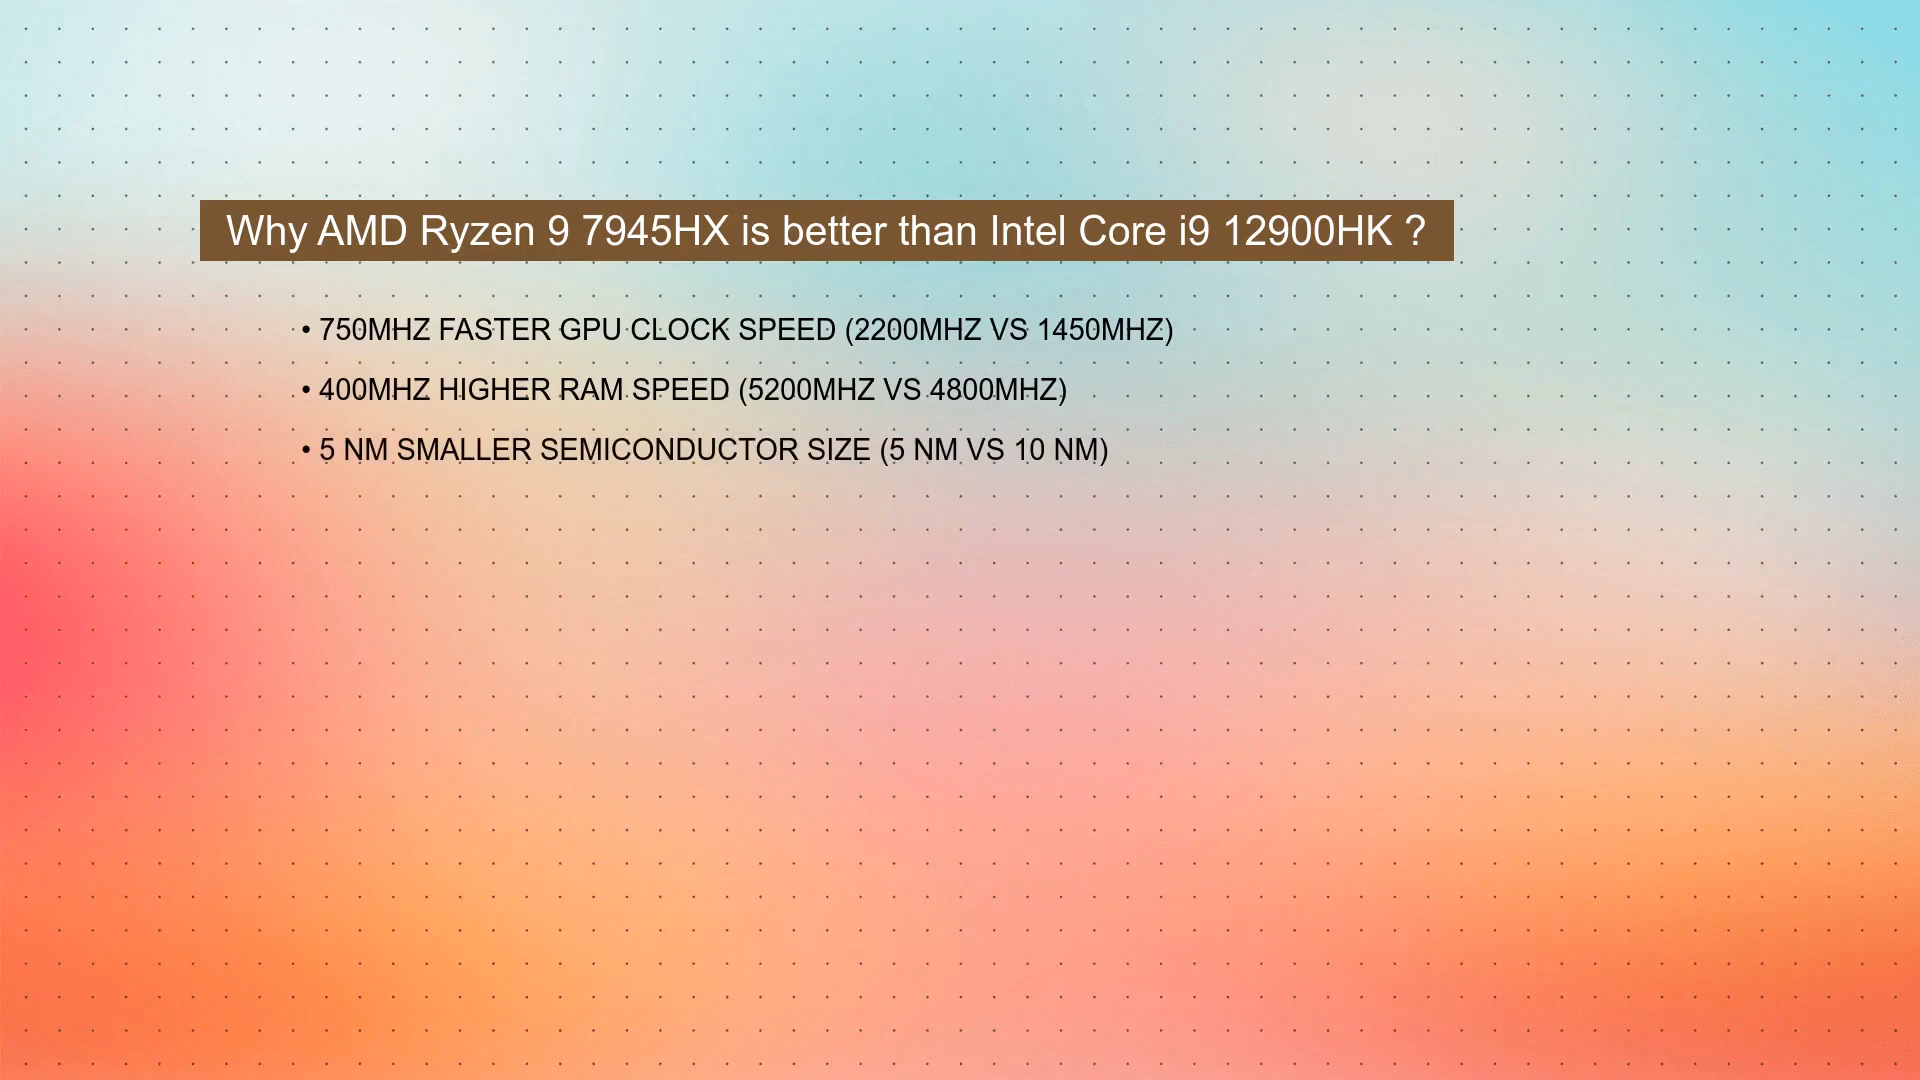 Why AMD Ryzen 9 7945HX is better than Intel Core i9 12900HK ?
• 750MHZ FASTER GPU CLOCK SPEED (2200MHZ VS 1450MHZ)
• 400MHZ HIGHER RAM SPEED (5200MHZ VS 4800MHZ)
• 5 NM SMALLER SEMICONDUCTOR SIZE (5 NM VS 10 NM)